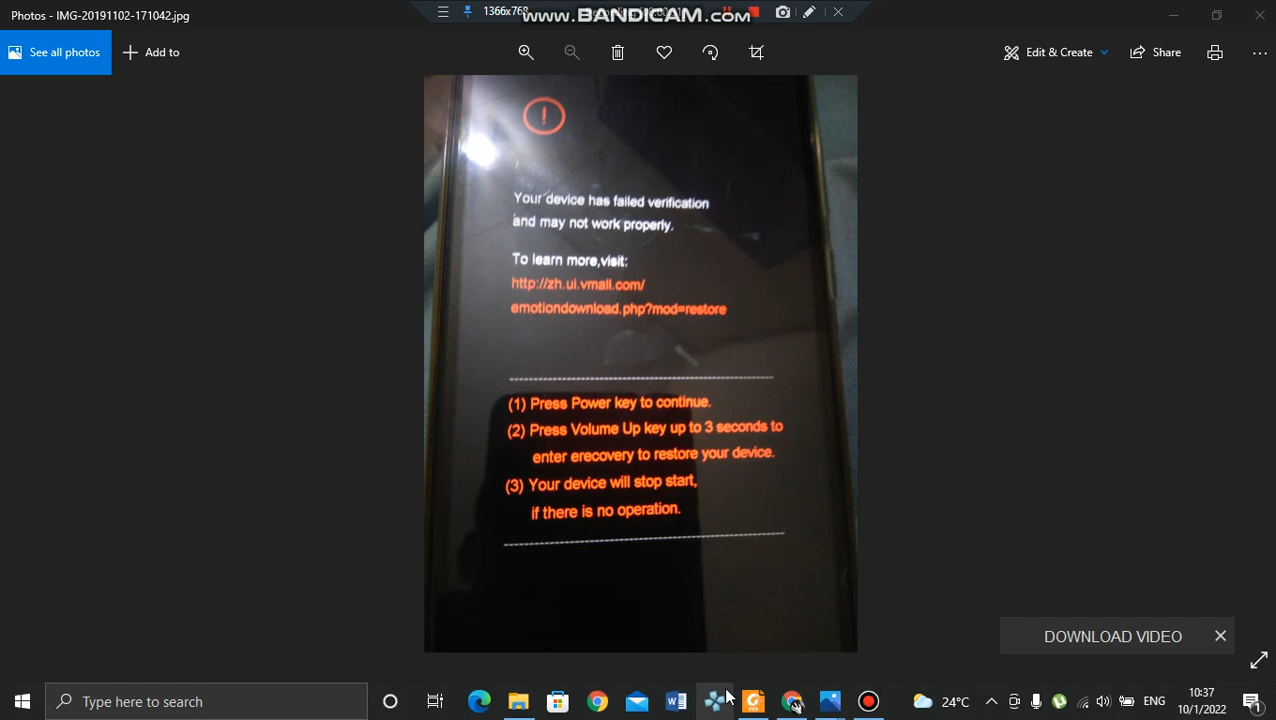 Photos - IMG-20191102-171042.jpg
1366x768
www.BANDICAM.com
See all photos
Add to
Edit & Create
Share
!
Your device has failed verification
and may not work properly.
To learn more,visit:
http://zh.ui.vmall.com/
emotiondownload.php?mod=restore
(1) Press Power key to continue.
(2) Press Volume Up key up to 3 seconds to
enter erecovery to restore your device.
(3) Your device will stop start,
if there is no operation.
DOWNLOAD VIDEO
Type here to search
24°C
ENG
10:37
10/1/2022